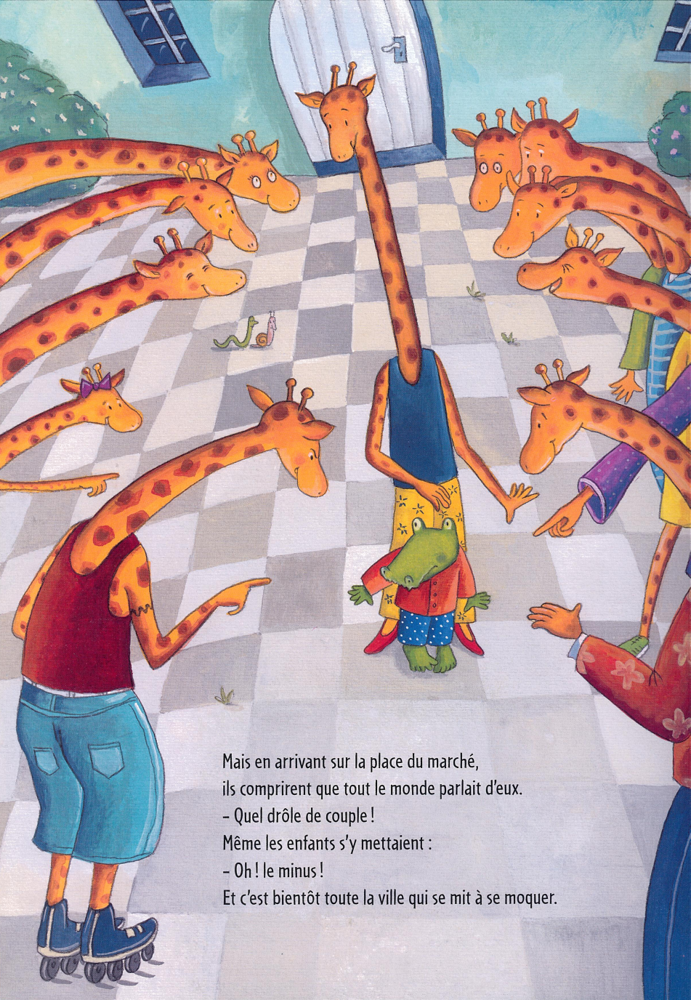 Mais en arrivant sur la place du marché,
ils comprirent que tout le monde parlait d'eux.
– Quel drôle de couple !
Même les enfants s'y mettaient :
– Oh ! le minus !
Et c'est bientôt toute la ville qui se mit à se moquer.